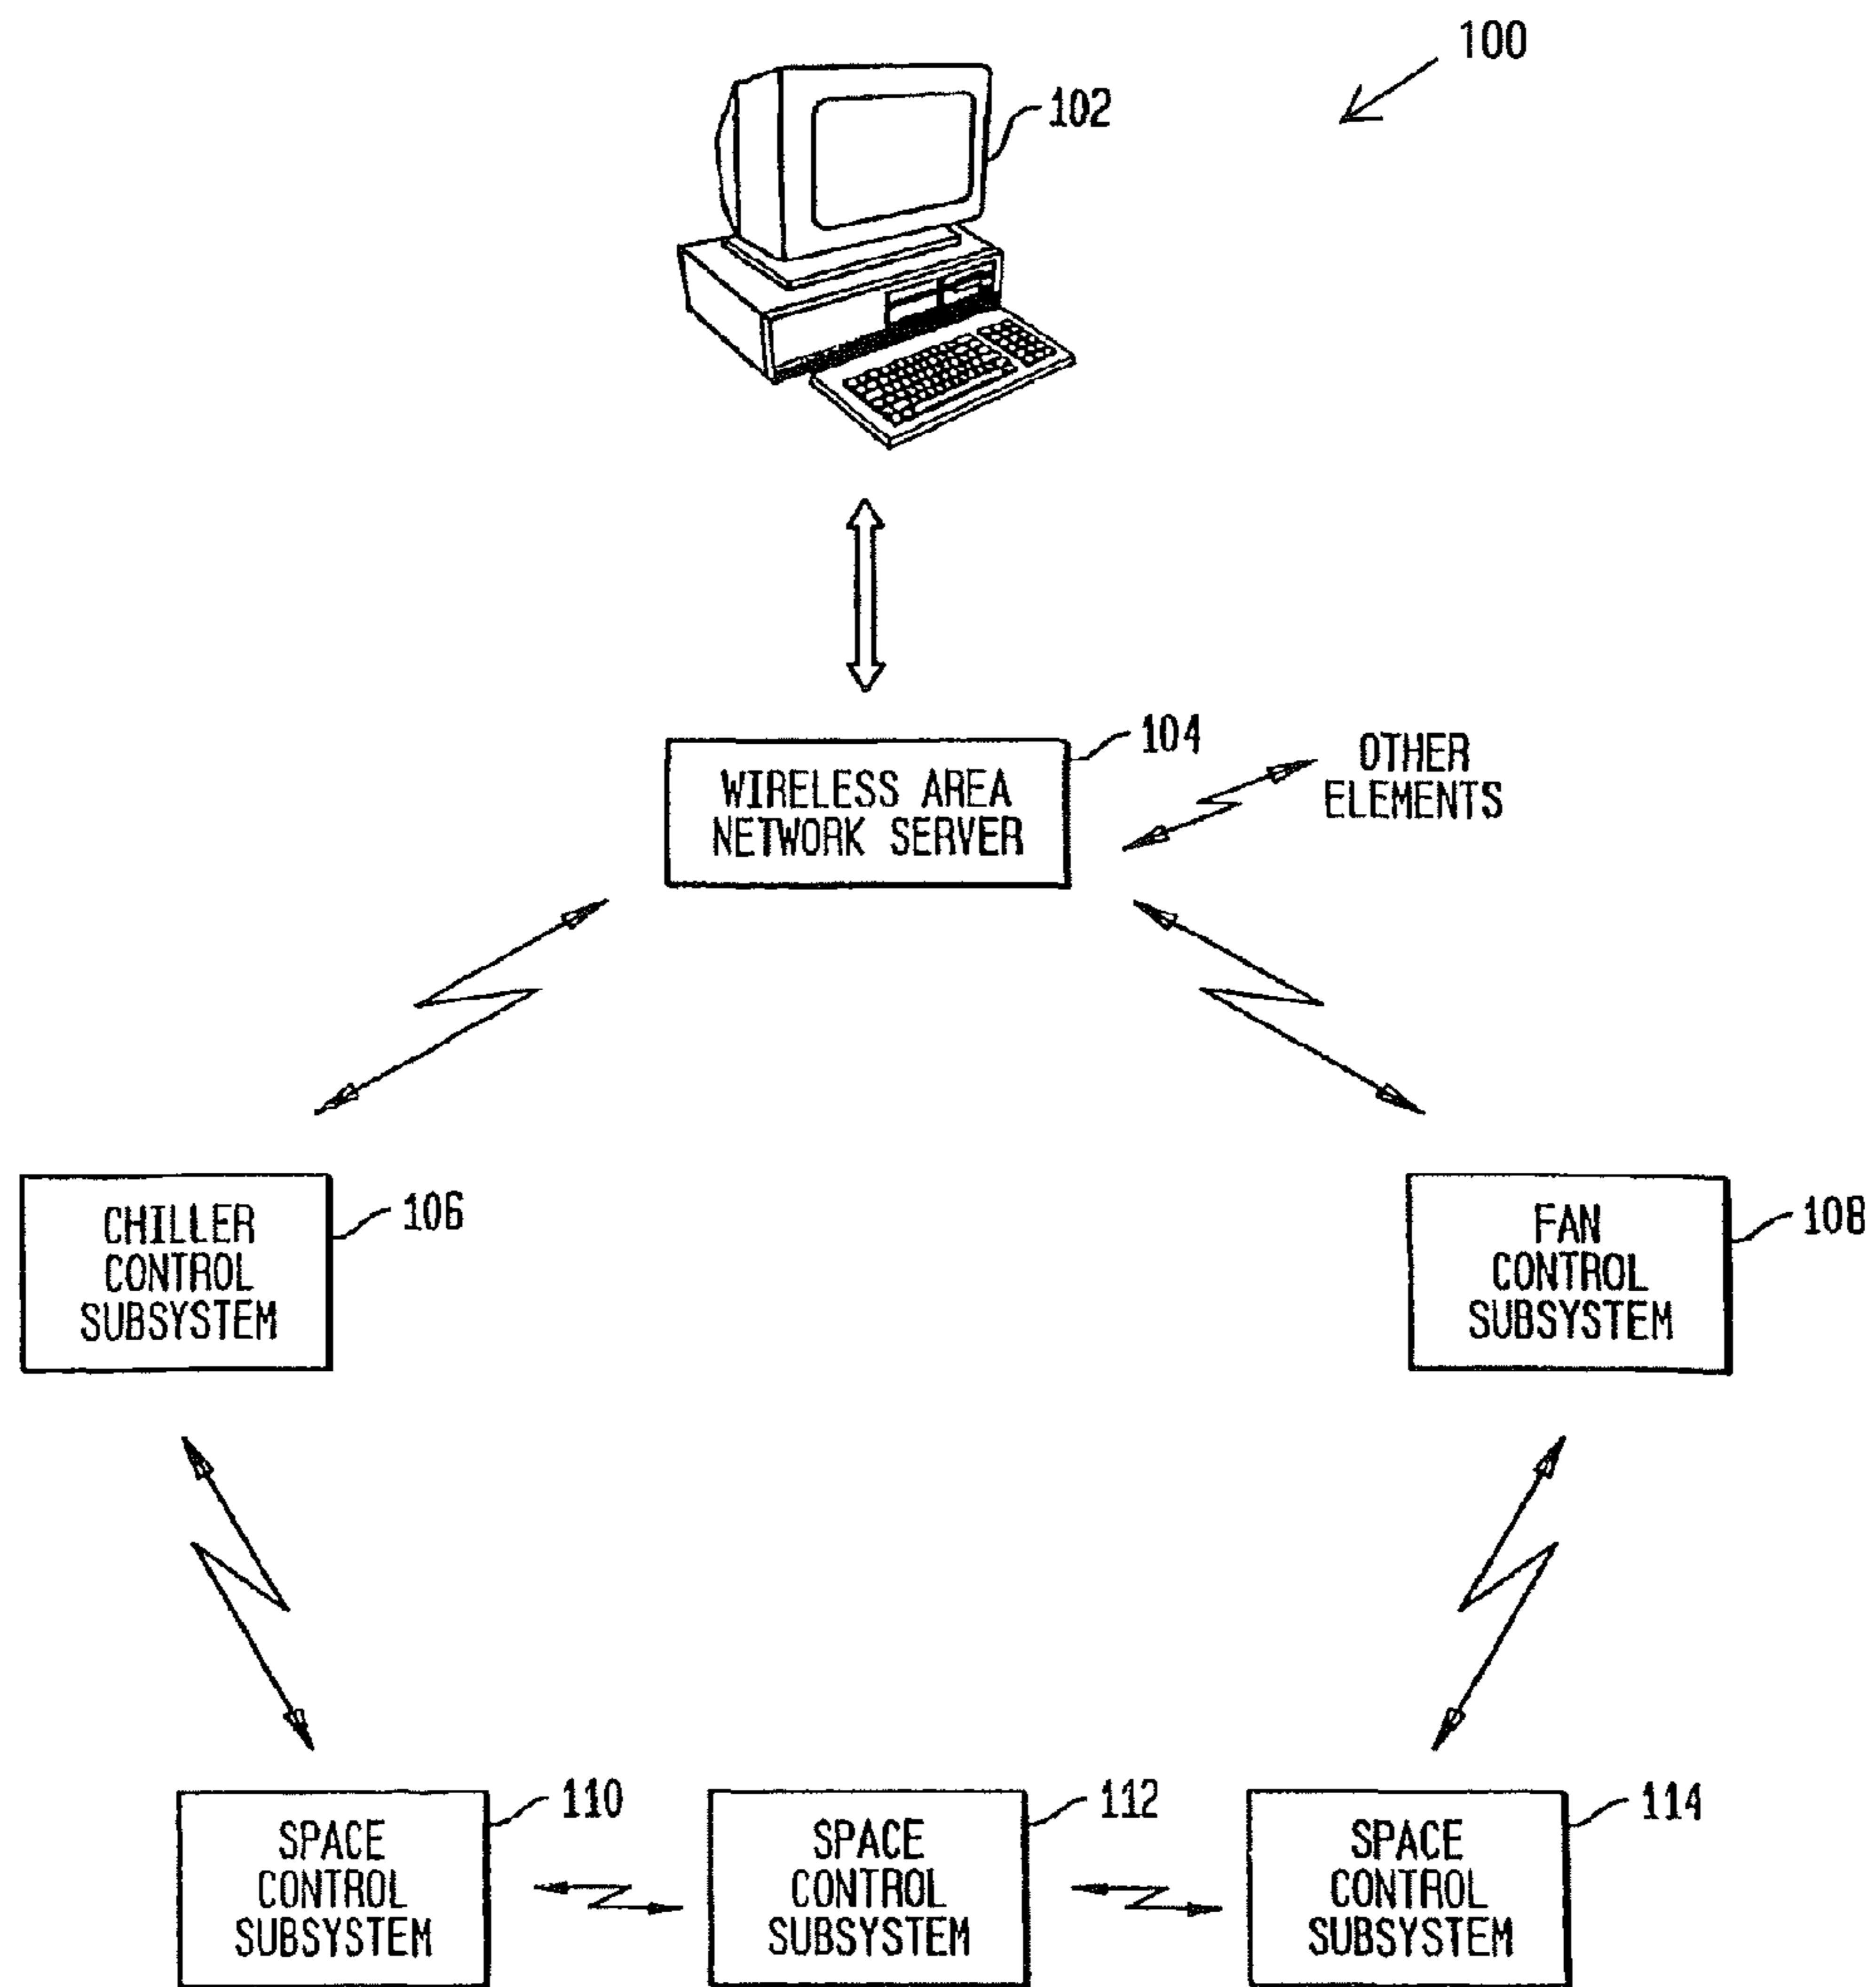 100
102
104
WIRELESS AREA
NETWORK SERVER
OTHER
ELEMENTS
CHILLER
CONTROL
SUBSYSTEM
106
FAN
CONTROL
SUBSYSTEM
108
SPACE
CONTROL
SUBSYSTEM
110
SPACE
CONTROL
SUBSYSTEM
112
SPACE
CONTROL
SUBSYSTEM
114